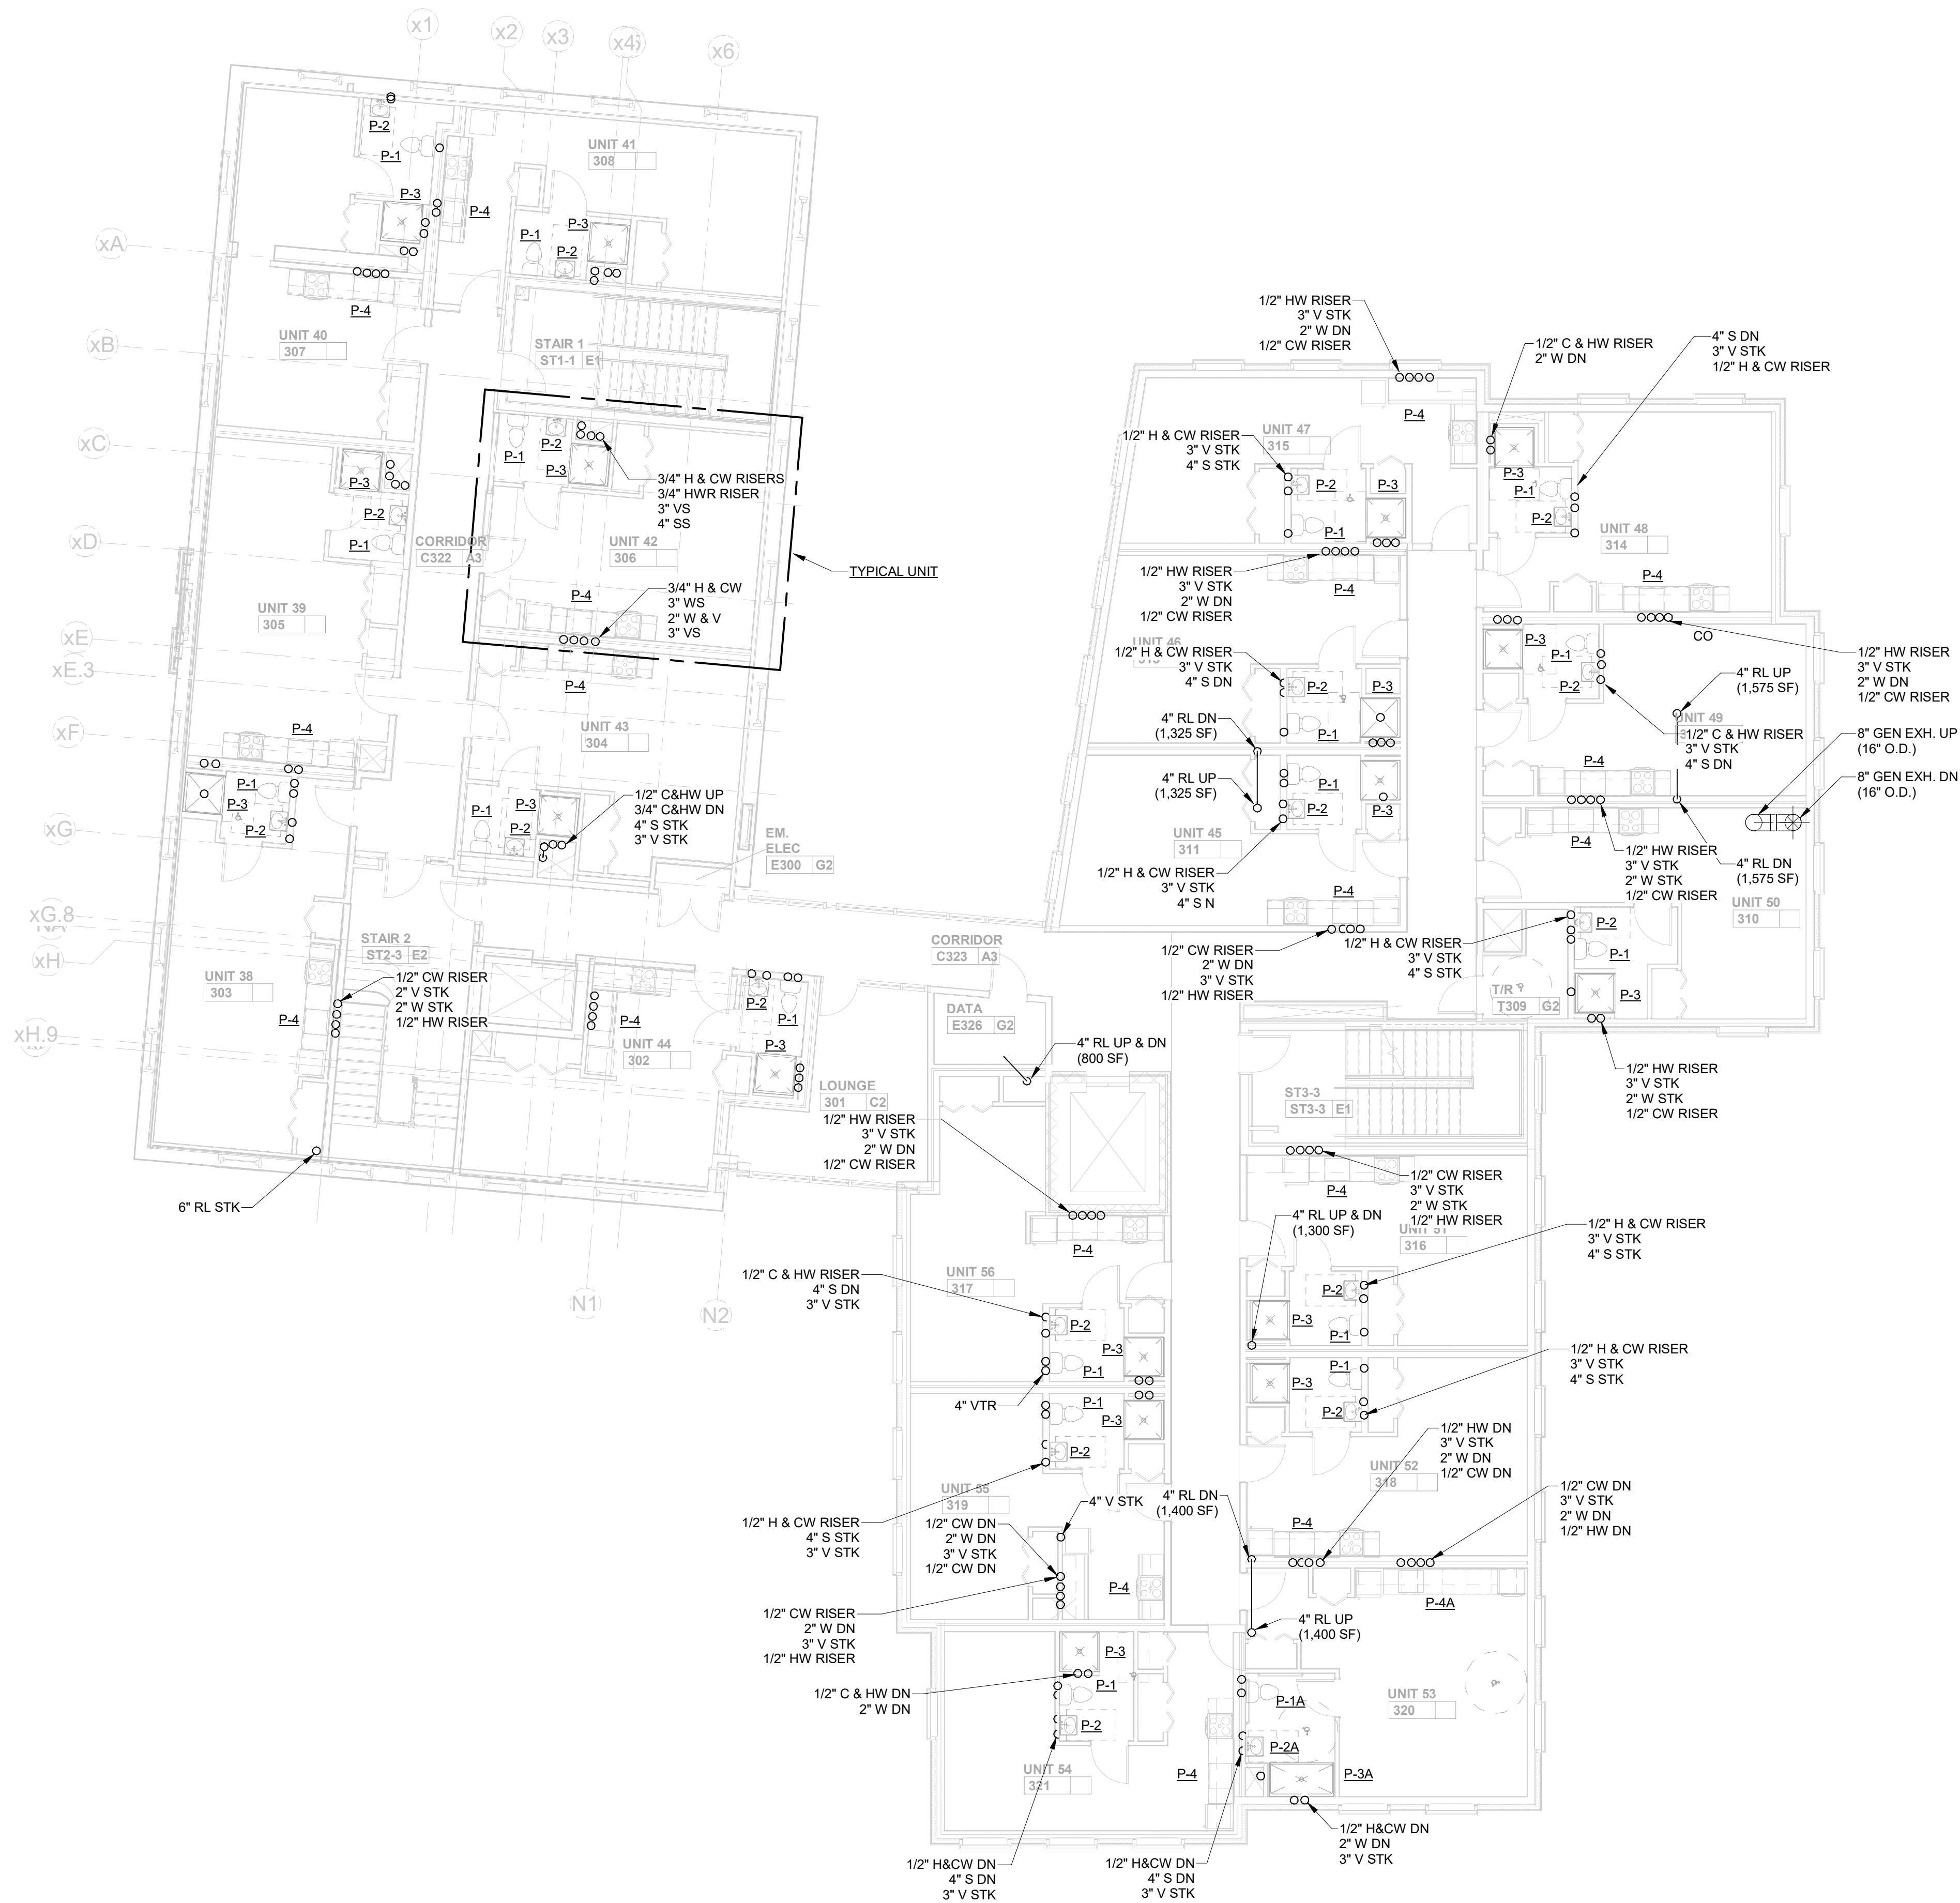 x1
x2
x3
x4
x6
P-2
P-1
UNIT 41
308
P-3
P-4
P-3
P-1
P-2
xA
P-4
UNIT 40
307
STAIR 1
ST1-1 E1
xB
xC
P-2
P-1
P-3
3/4" H & CW RISERS
3/4" HWR RISER
3" VS
4" SS
P-3
P-2
P-1
CORRIDOR
C322 A3
UNIT 42
306
TYPICAL UNIT
xD
P-4
3/4" H & CW
3" WS
2" W & V
3" VS
UNIT 39
305
xE
xE.3
P-4
xF
P-4
UNIT 43
304
P-1
P-3
P-2
P-1
P-3
P-2
1/2" C&HW UP
3/4" C&HW DN
4" S STK
3" V STK
xG
EM.
ELEC
E300 G2
xG.8
xH
STAIR 2
ST2-3 E2
UNIT 38
303
1/2" CW RISER
2" V STK
2" W STK
1/2" HW RISER
P-4
xH.9
P-4
UNIT 44
302
P-2
P-1
P-3
CORRIDOR
C323 A3
DATA
E326 G2
LOUNGE
301 C2
4" RL UP & DN
(800 SF)
6" RL STK
N1
N2
1/2" HW RISER
3" V STK
2" W DN
1/2" CW RISER
P-4
1/2" H & CW RISER
3" V STK
4" S STK
UNIT 47
315
P-2
P-3
P-1
1/2" C & HW RISER
2" W DN
4" S DN
3" V STK
1/2" H & CW RISER
P-3
P-1
P-2
UNIT 48
314
P-4
1/2" HW RISER
3" V STK
2" W DN
1/2" CW RISER
P-4
UNIT 46
1/2" H & CW RISER
3" V STK
4" S DN
P-2
P-3
P-1
4" RL DN
(1,325 SF)
4" RL UP
(1,325 SF)
P-1
P-2
P-3
UNIT 45
311
1/2" H & CW RISER
3" V STK
4" S N
P-4
1/2" CW RISER
2" W DN
3" V STK
1/2" HW RISER
CO
1/2" HW RISER
3" V STK
2" W DN
1/2" CW RISER
P-3
P-1
P-2
4" RL UP
(1,575 SF)
UNIT 49
1/2" C & HW RISER
3" V STK
4" S DN
8" GEN EXH. UP
(16" O.D.)
8" GEN EXH. DN
(16" O.D.)
P-4
P-4
1/2" HW RISER
3" V STK
2" W STK
1/2" CW RISER
4" RL DN
(1,575 SF)
UNIT 50
310
1/2" H & CW RISER
3" V STK
4" S STK
P-2
P-1
P-3
T/R
T309 G2
1/2" HW RISER
3" V STK
2" W STK
1/2" CW RISER
ST3-3
ST3-3 E1
1/2" HW RISER
3" V STK
2" W DN
1/2" CW RISER
P-4
UNIT 56
317
1/2" C & HW RISER
4" S DN
3" V STK
P-2
P-3
P-1
4" VTR
P-1
P-3
P-2
UNIT 55
319
1/2" H & CW RISER
4" S STK
3" V STK
4" V STK
1/2" CW DN
2" W DN
3" V STK
1/2" CW DN
P-4
1/2" CW RISER
2" W DN
3" V STK
1/2" HW RISER
1/2" CW RISER
3" V STK
2" W STK
1/2" HW RISER
P-4
4" RL UP & DN
(1,300 SF)
UNIT 51
316
1/2" H & CW RISER
3" V STK
4" S STK
P-2
P-3
P-1
P-1
P-3
P-2
1/2" H & CW RISER
3" V STK
4" S STK
1/2" HW DN
3" V STK
2" W DN
1/2" CW DN
UNIT 52
318
4" RL DN
(1,400 SF)
P-4
1/2" CW DN
3" V STK
2" W DN
1/2" HW DN
P-4A
4" RL UP
(1,400 SF)
P-3
P-1
P-2
1/2" C & HW DN
2" W DN
UNIT 54
321
P-4
1/2" H&CW DN
4" S DN
3" V STK
P-1A
P-2A
P-3A
UNIT 53
320
1/2" H&CW DN
4" S DN
3" V STK
1/2" H&CW DN
2" W DN
3" V STK